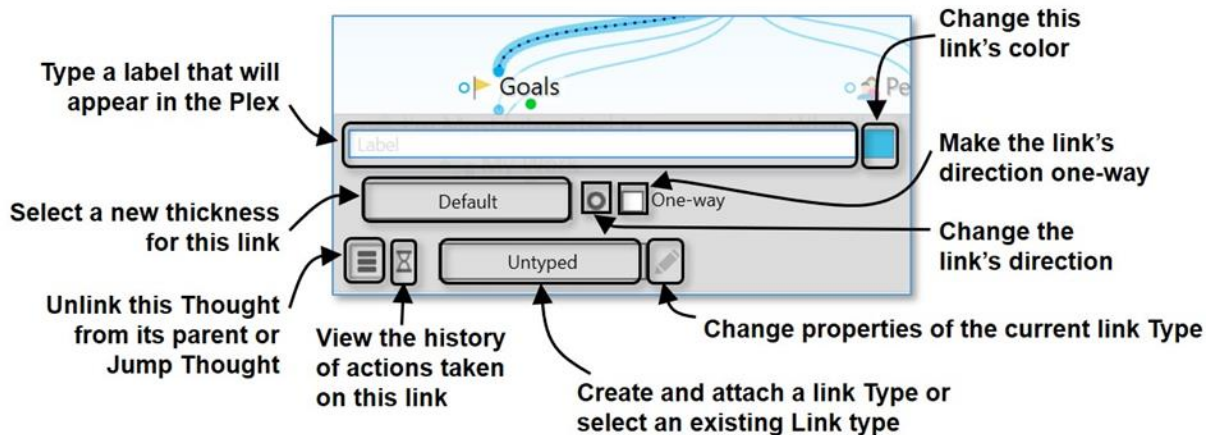 Change this
link's color
Type a label that will
appear in the Plex
Goals
Pe
Label
Make the link's
direction one-way
Select a new thickness
for this link
Default
One-way
Change the
link's direction
Untyped
Unlink this Thought
from its parent or
Jump Thought
View the history
of actions taken
on this link
Change properties of the current link Type
Create and attach a link Type or
select an existing Link type